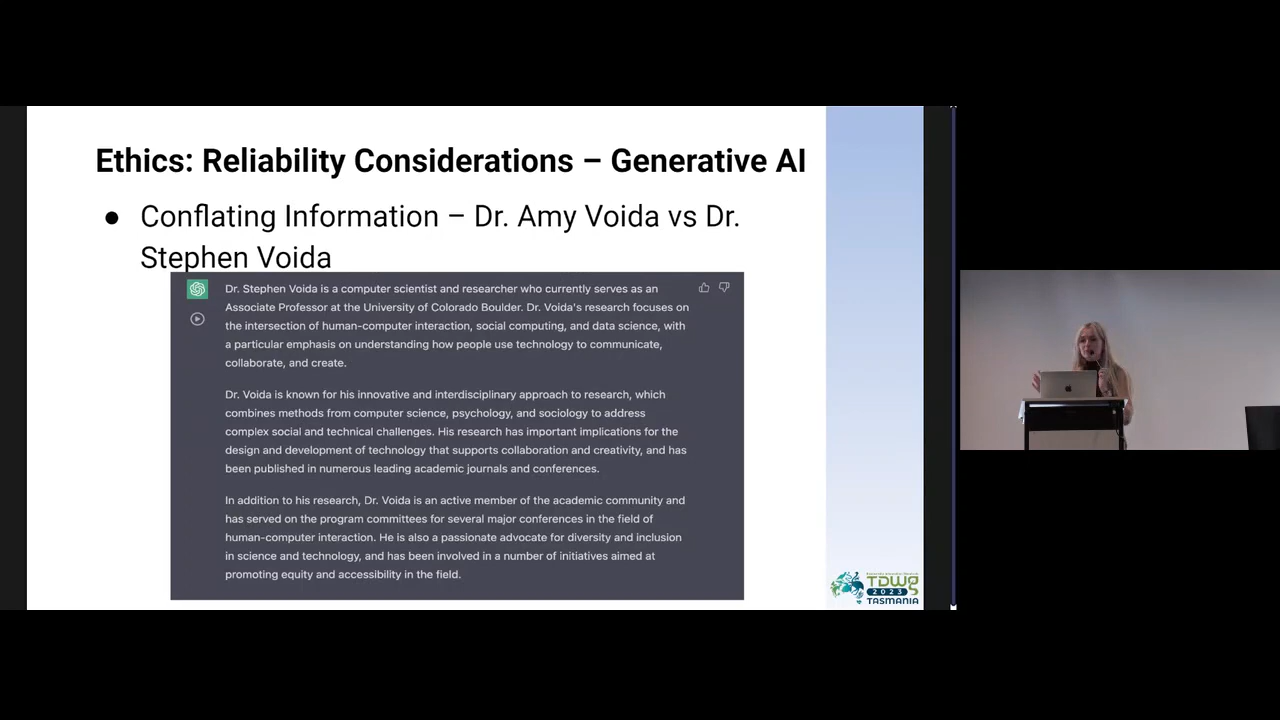 Ethics: Reliability Considerations – Generative AI
● Conflating Information – Dr. Amy Voida vs Dr.
Stephen Voida
Dr. Stephen Voida is a computer scientist and researcher who currently serves as an
Associate Professor at the University of Colorado Boulder. Dr. Voida's research focuses on
the intersection of human-computer interaction, social computing, and data science, with
a particular emphasis on understanding how people use technology to communicate,
collaborate, and create.
Dr. Voida is known for his innovative and interdisciplinary approach to research, which
combines methods from computer science, psychology, and sociology to address
complex social and technical challenges. His research has important implications for the
design and development of technology that supports collaboration and creativity, and has
been published in numerous leading academic journals and conferences.
In addition to his research, Dr. Voida is an active member of the academic community and
has served on the program committees for several major conferences in the field of
human-computer interaction. He is also a passionate advocate for diversity and inclusion
in science and technology, and has been involved in a number of initiatives aimed at
promoting equity and accessibility in the field.
TDWG
2023
TASMANIA